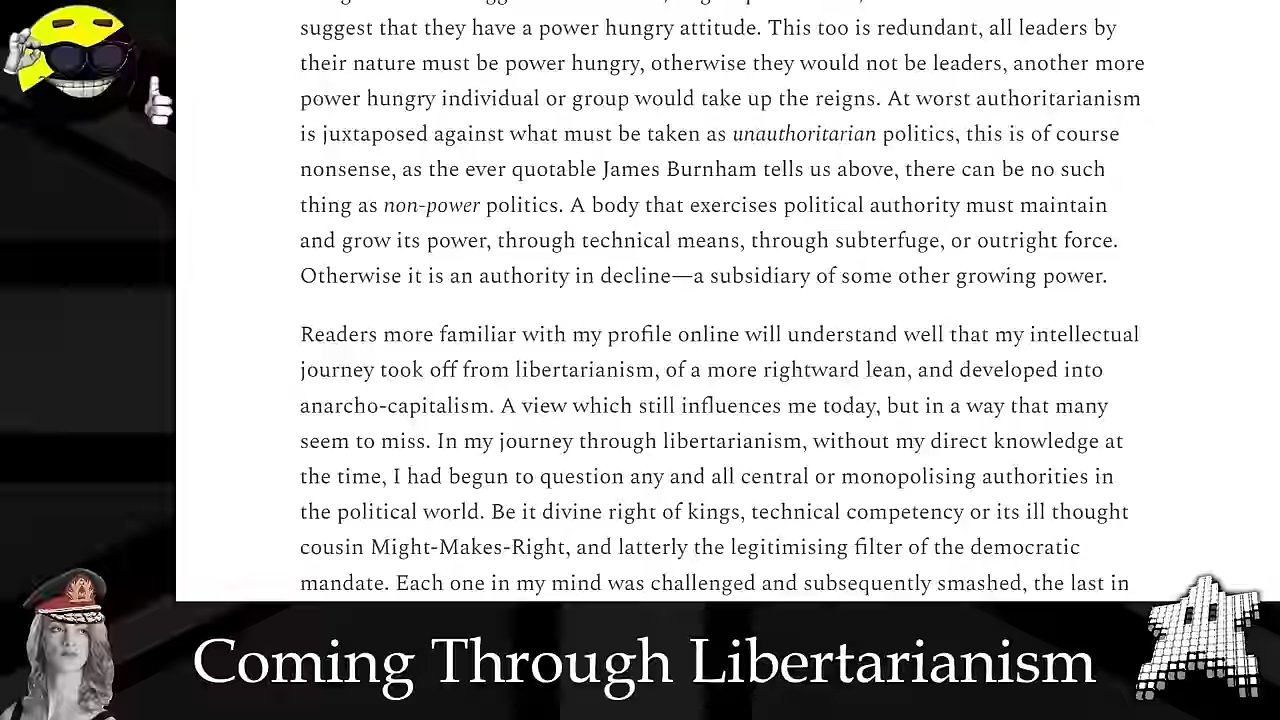 suggest that they have a power hungry attitude. This too is redundant, all leaders by
their nature must be power hungry, otherwise they would not be leaders, another more
power hungry individual or group would take up the reigns. At worst authoritarianism
is juxtaposed against what must be taken as unauthoritarian politics, this is of course
nonsense, as the ever quotable James Burnham tells us above, there can be no such
thing as non-power politics. A body that exercises political authority must maintain
and grow its power, through technical means, through subterfuge, or outright force.
Otherwise it is an authority in decline—a subsidiary of some other growing power.
Readers more familiar with my profile online will understand well that my intellectual
journey took off from libertarianism, of a more rightward lean, and developed into
anarcho-capitalism. A view which still influences me today, but in a way that many
seem to miss. In my journey through libertarianism, without my direct knowledge at
the time, I had begun to question any and all central or monopolising authorities in
the political world. Be it divine right of kings, technical competency or its ill thought
cousin Might-Makes-Right, and latterly the legitimising filter of the democratic
mandate. Each one in my mind was challenged and subsequently smashed, the last in
Coming Through Libertarianism